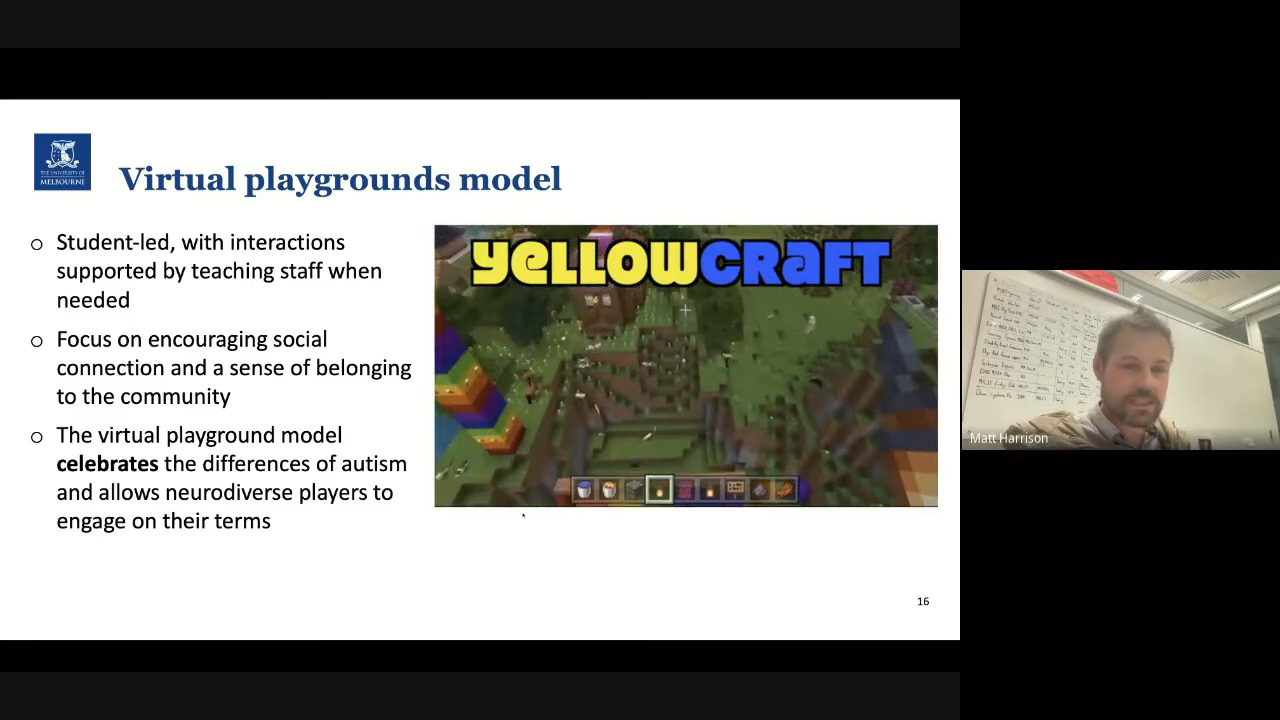 THE UNIVERSITY OF
MELBOURNE
Virtual playgrounds model
o Student-led, with interactions
supported by teaching staff when
needed
o Focus on encouraging social
connection and a sense of belonging
to the community
o The virtual playground model
celebrates the differences of autism
and allows neurodiverse players to
engage on their terms
YELLOWCRAFT
16
Matt Harrison